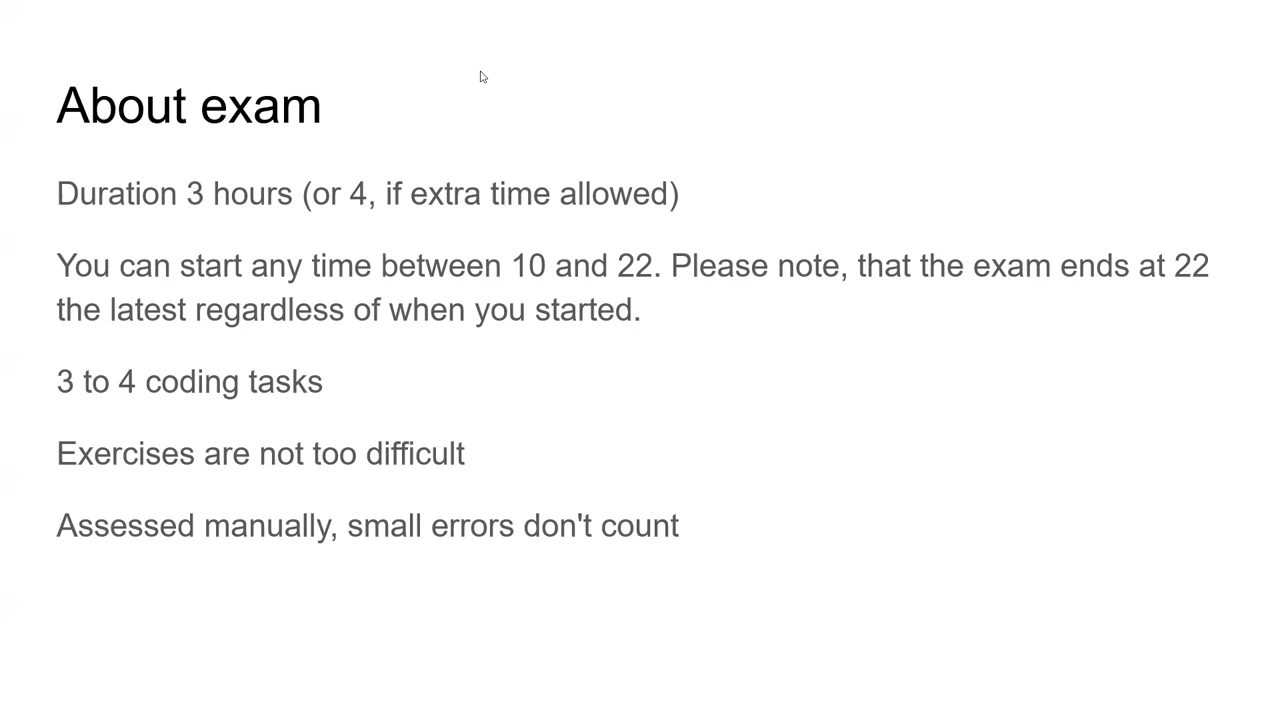 About exam
Duration 3 hours (or 4, if extra time allowed)
You can start any time between 10 and 22. Please note, that the exam ends at 22
the latest regardless of when you started.
3 to 4 coding tasks
Exercises are not too difficult
Assessed manually, small errors don't count